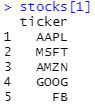 > stocks[1]
ticker
1 AAPL
2 MSFT
3 AMZN
4 GOOG
5 FB